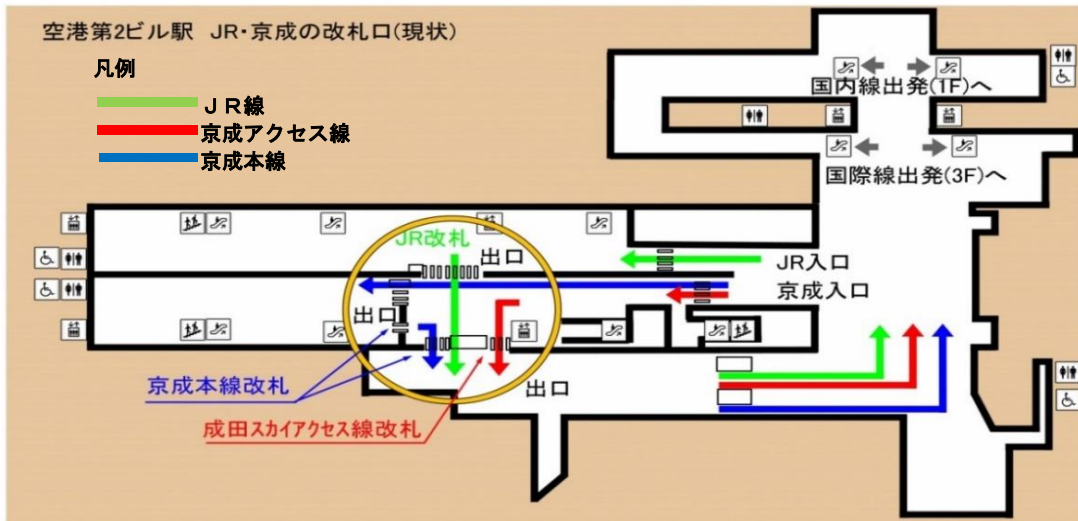 空港第2ビル駅 JR・京成の改札口(現状)
凡例
JR線
京成アクセス線
京成本線
国内線出発(1F)へ
国際線出発(3F)へ
JR改札
出口
JR入口
京成入口
出口
京成本線改札
出口
成田スカイアクセス線改札